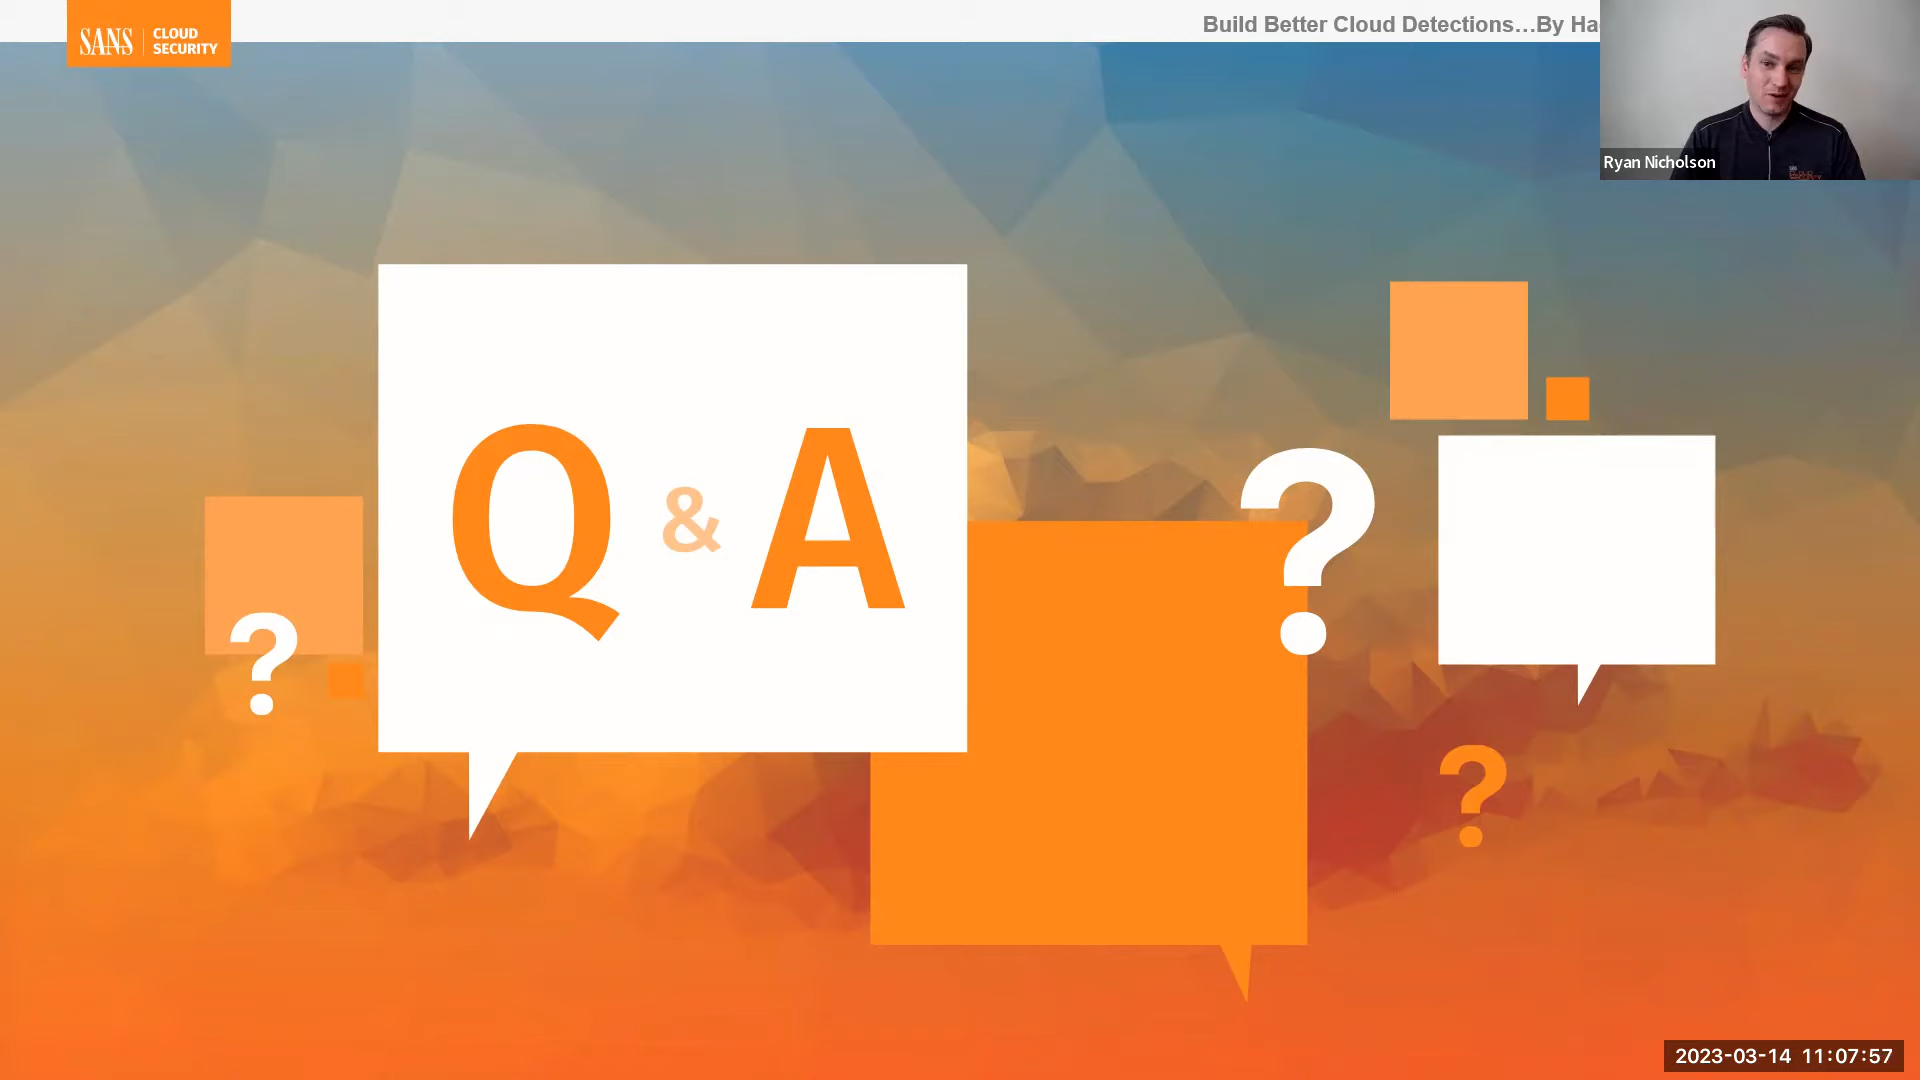 SANS
CLOUD
SECURITY
Build Better Cloud Detections...By Ha
Ryan Nicholson
Q & A
?
?
?
2023-03-14 11:07:57